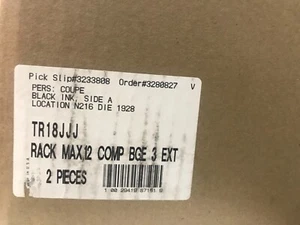 Pick Slip#3233808 Order#3280827 V
PERS: COUPE
BLACK INK, SIDE A
LOCATION N216 DIE 1928
TR18JJJ
RACK MAX12 COMP BGE 3 EXT
2 PIECES